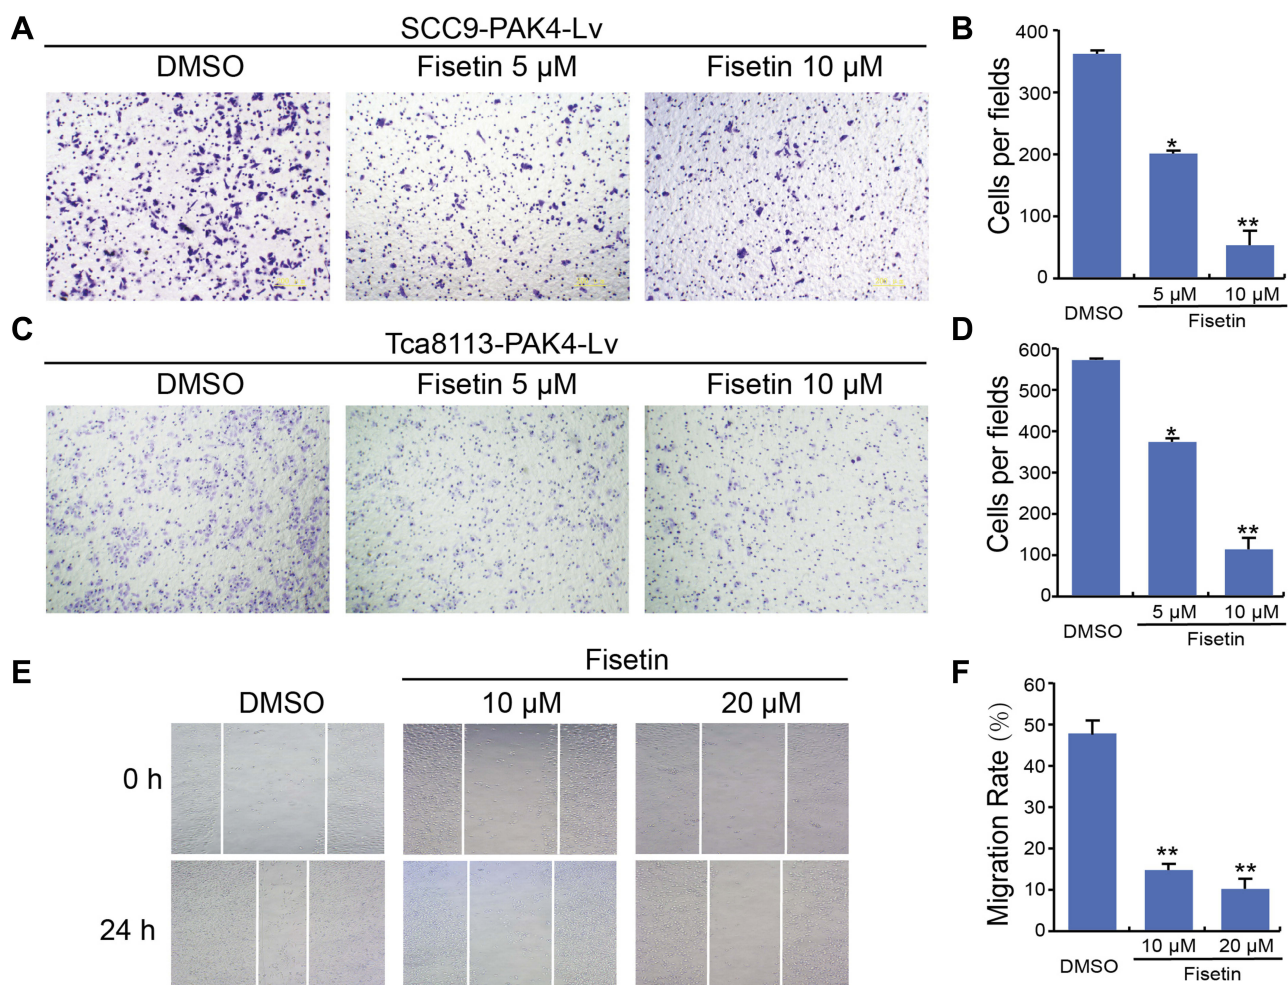 A
SCC9-PAK4-Lv
DMSO
Fisetin 5 µM
Fisetin 10 µM
B
Cells per fields
400
300
200
100
0
*
**
DMSO
5 µM
10 µM
Fisetin
C
Tca8113-PAK4-Lv
DMSO
Fisetin 5 µM
Fisetin 10 µM
D
Cells per fields
600
500
400
300
200
100
0
*
**
DMSO
5 µM
10 µM
Fisetin
E
Fisetin
DMSO
10 µM
20 µM
0 h
24 h
F
Migration Rate (%)
60
50
40
30
20
10
0
**
**
DMSO
10 µM
20 µM
Fisetin